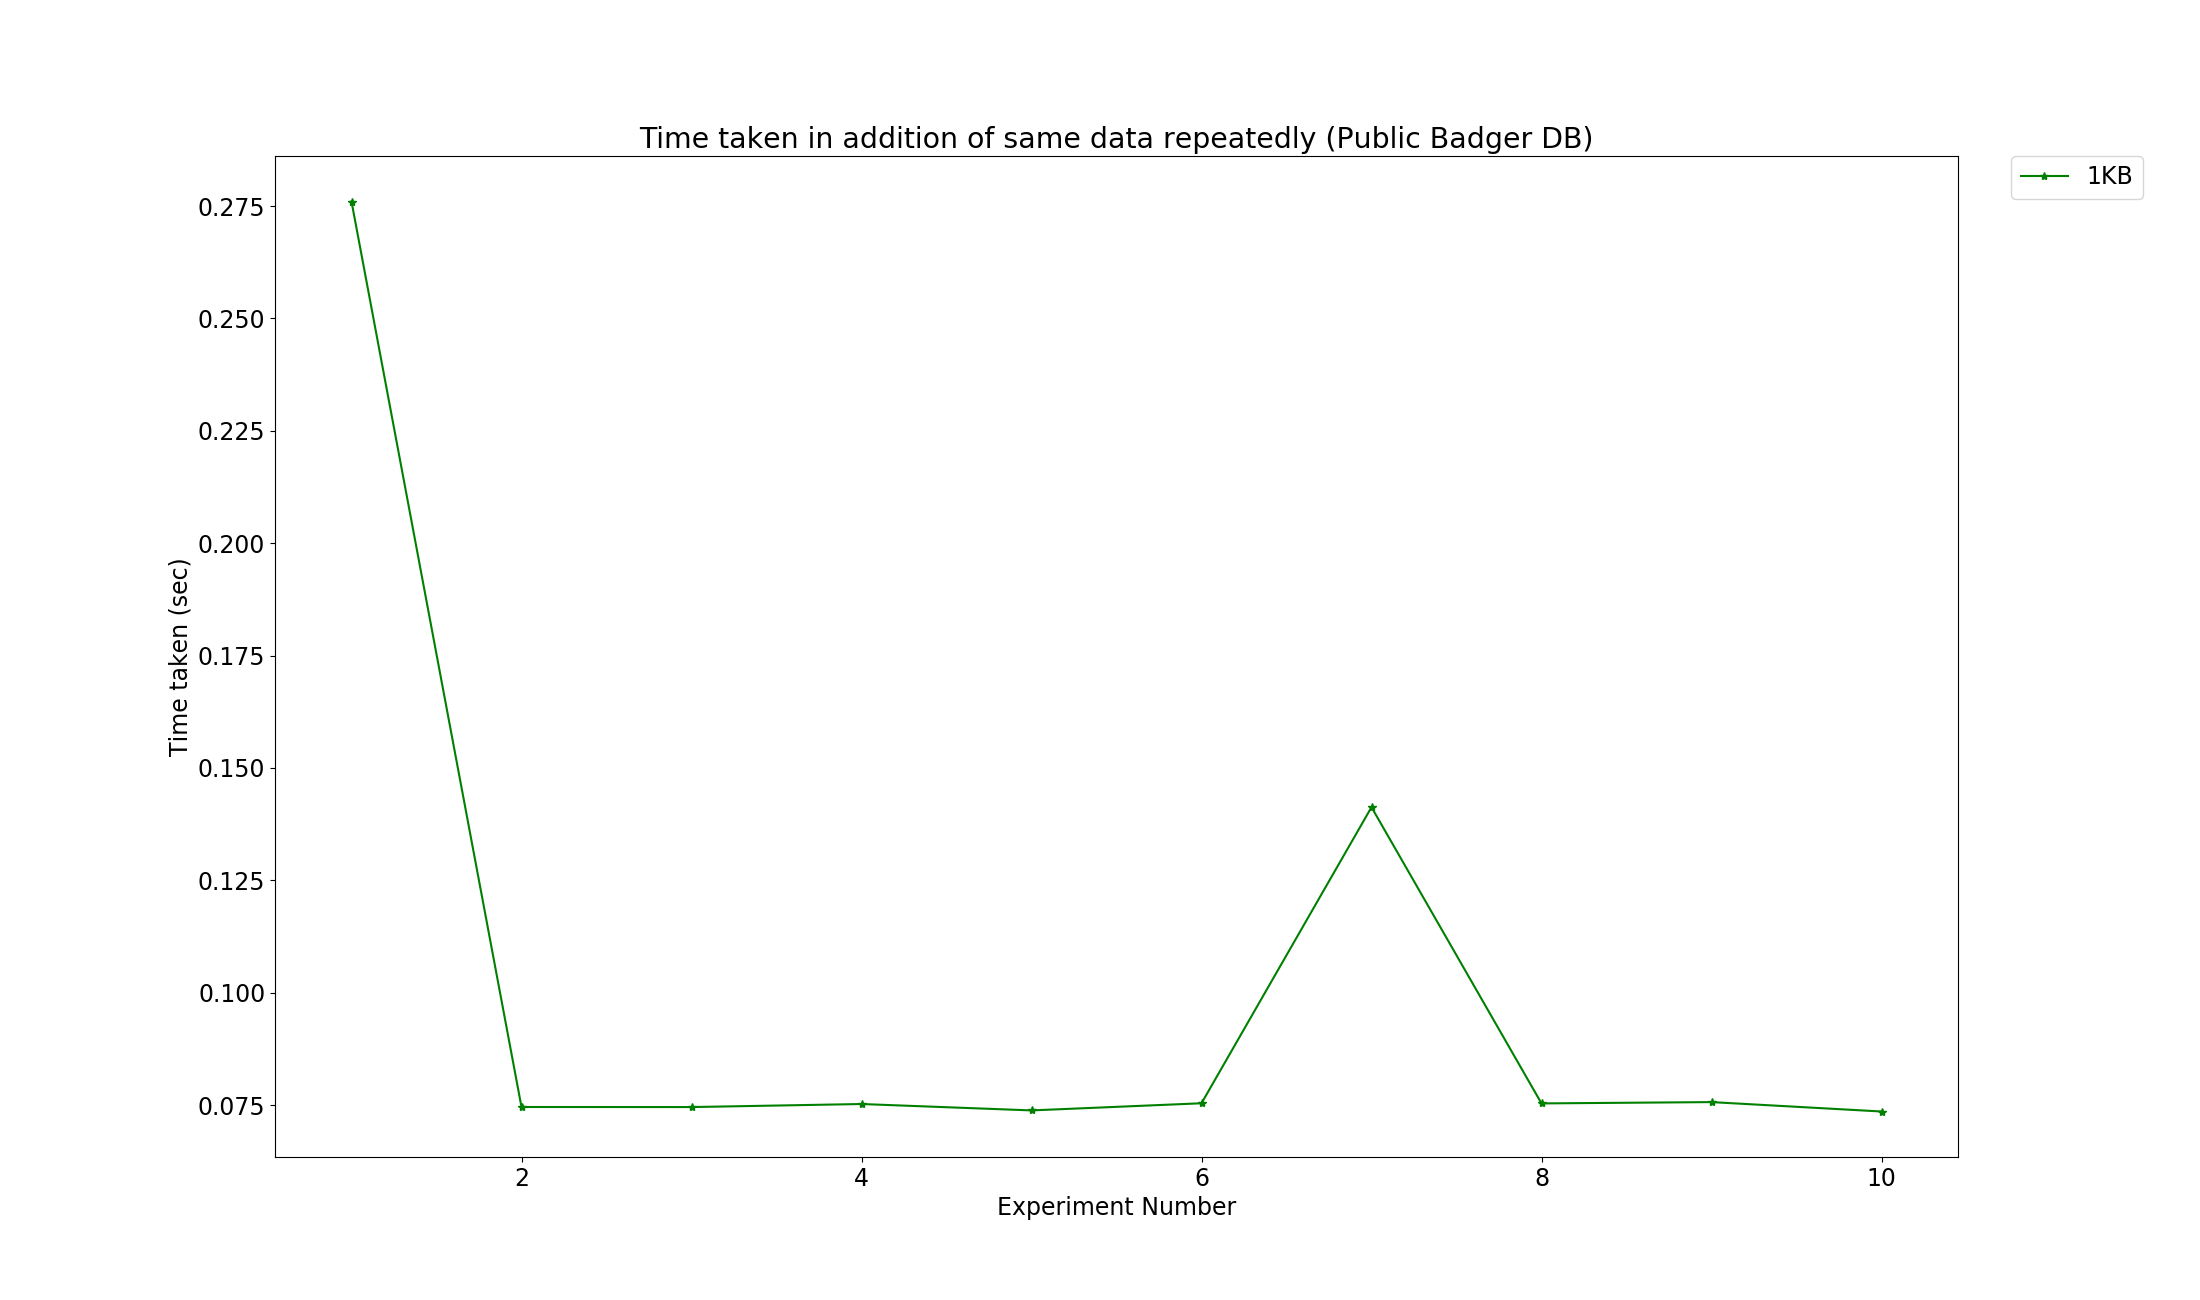 Time taken in addition of same data repeatedly (Public Badger DB)
1KB
0.275
0.250
0.225
0.200
0.175
0.150
0.125
0.100
0.075
Time taken (sec)
2 4 6 8 10
Experiment Number